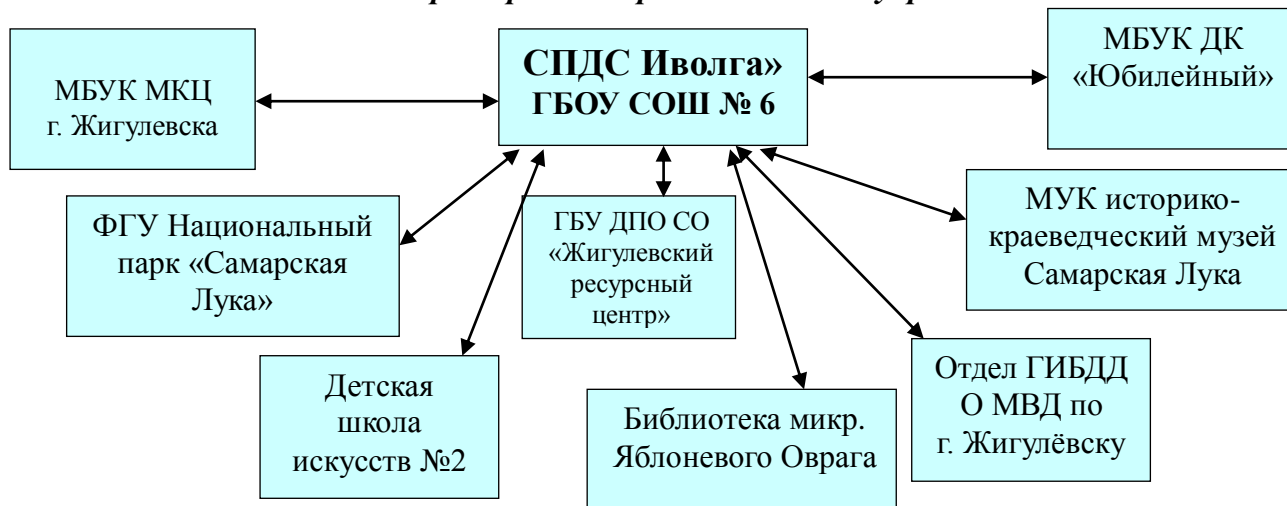 СПДС Иволга»
ГБОУ СОШ № 6
МБУК МКЦ
г. Жигулевска
МБУК ДК
«Юбилейный»
ФГУ Национальный
парк «Самарская
Лука»
ГБУ ДПО СО
«Жигулевский
ресурсный
центр»
МУК историко-
краеведческий музей
Самарская Лука
Детская
школа
искусств №2
Библиотека микр.
Яблоневого Оврага
Отдел ГИБДД
О МВД по
г. Жигулёвску